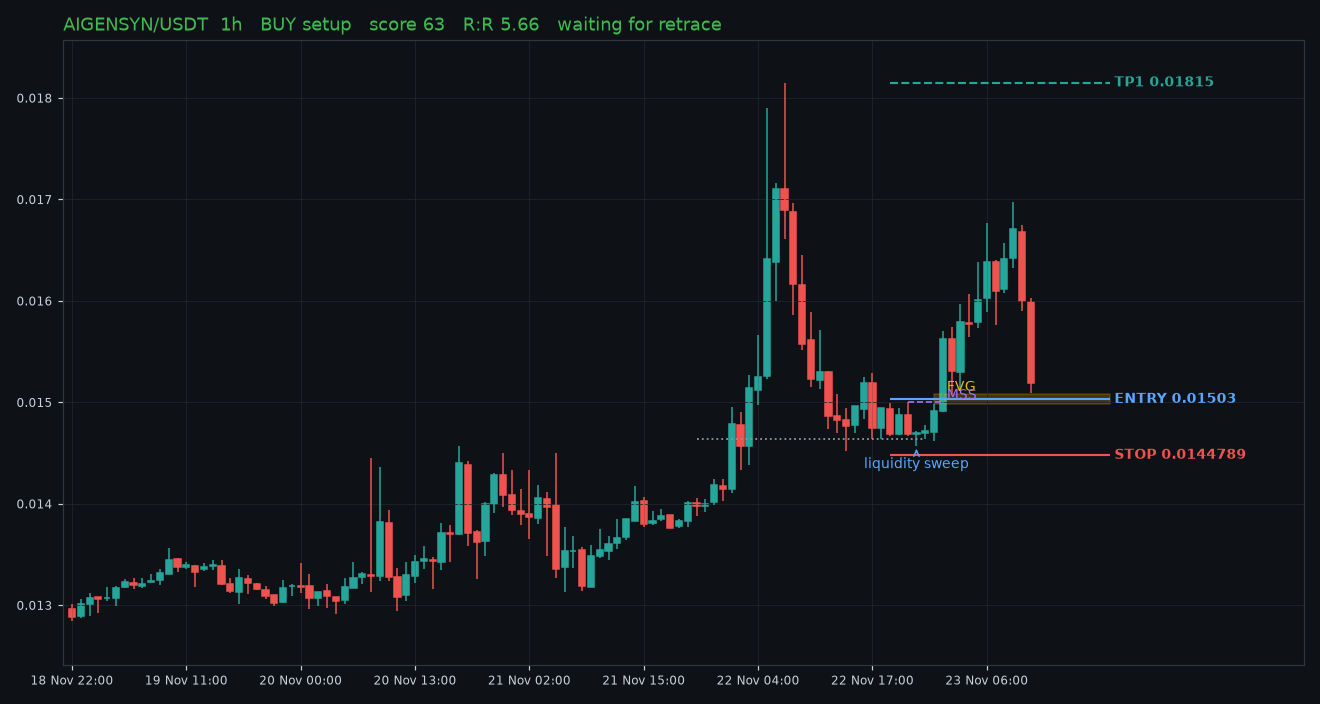 AIGENSYN/USDT 1h BUY setup score 63 R:R 5.66 waiting for retrace
TP1 0.01815
0.018
0.017
0.016
FVG
MSS
0.015
ENTRY 0.01503
STOP 0.0144789
liquidity sweep
0.014
0.013
18 Nov 22:00 19 Nov 11:00 20 Nov 00:00 20 Nov 13:00 21 Nov 02:00 21 Nov 15:00 22 Nov 04:00 22 Nov 17:00 23 Nov 06:00